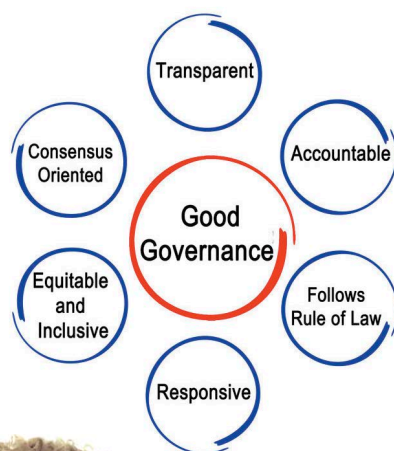 Transparent
Consensus
Oriented
Accountable
Good
Governance
Equitable
and
Inclusive
Follows
Rule of Law
Responsive